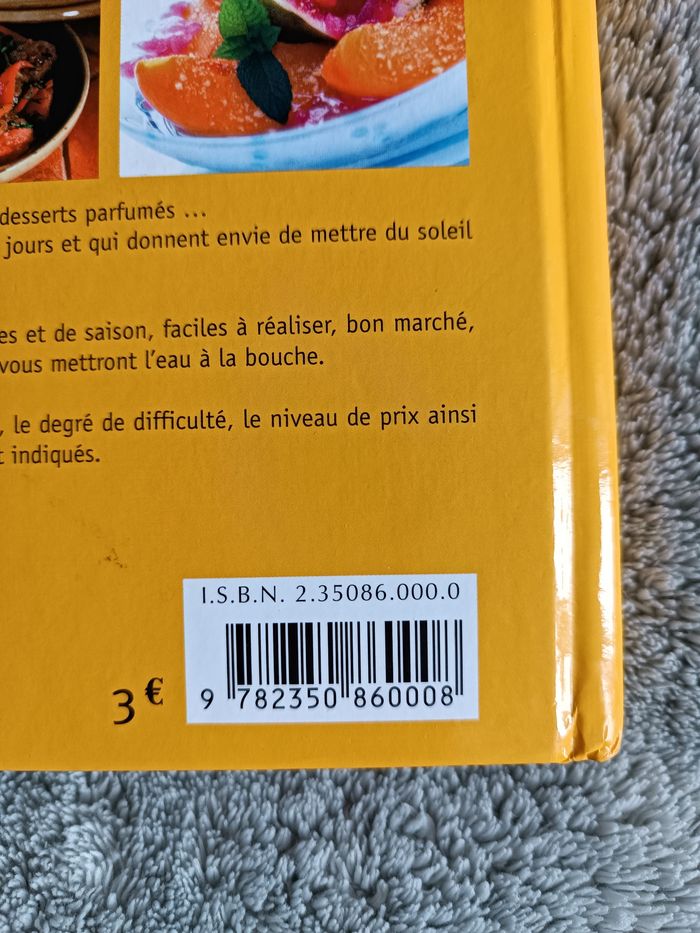 desserts parfumés ...
jours et qui donnent envie de mettre du soleil
es et de saison, faciles à réaliser, bon marché,
vous mettront l'eau à la bouche.
, le degré de difficulté, le niveau de prix ainsi
t indiqués.
I.S.B.N. 2.35086.000.0
9 782350 860008
3 €